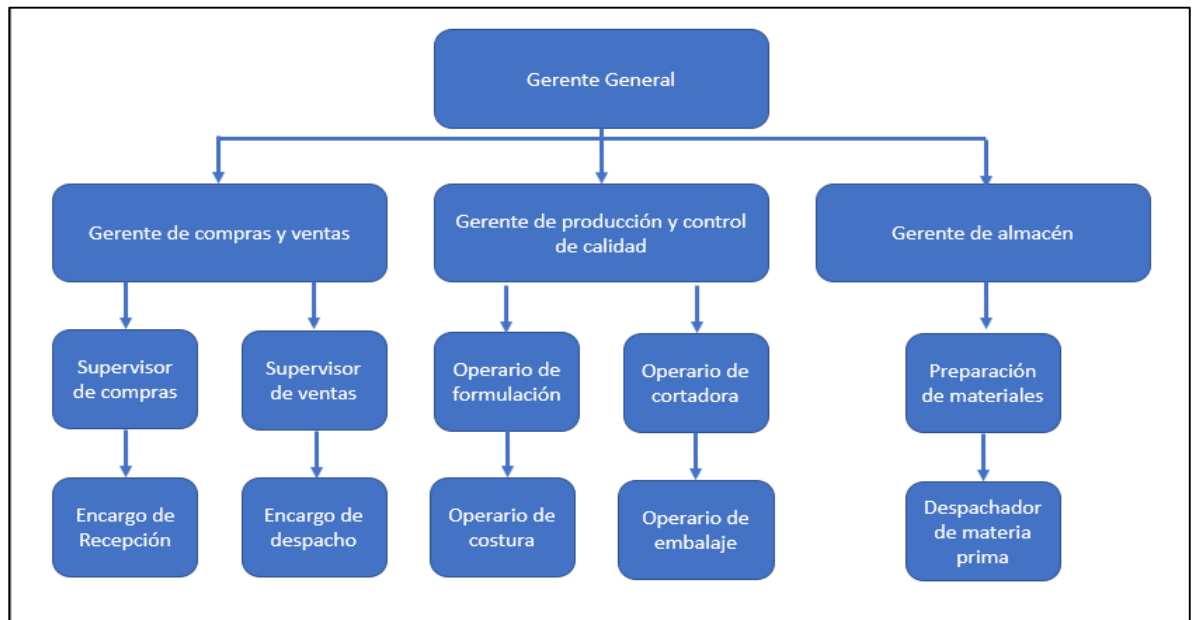 Gerente General
Gerente de compras y ventas
Gerente de producción y control
de calidad
Gerente de almacén
Supervisor
de compras
Supervisor
de ventas
Operario de
formulación
Operario de
cortadora
Preparación
de materiales
Encargo de
Recepción
Encargo de
despacho
Operario de
costura
Operario de
embalaje
Despachador
de materia
prima